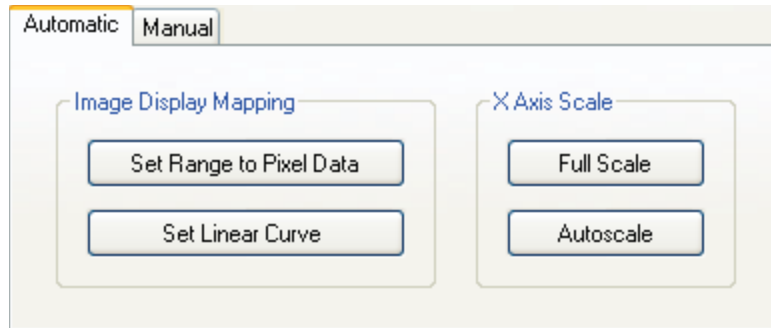 Automatic Manual
Image Display Mapping
Set Range to Pixel Data
Set Linear Curve
X Axis Scale
Full Scale
Autoscale